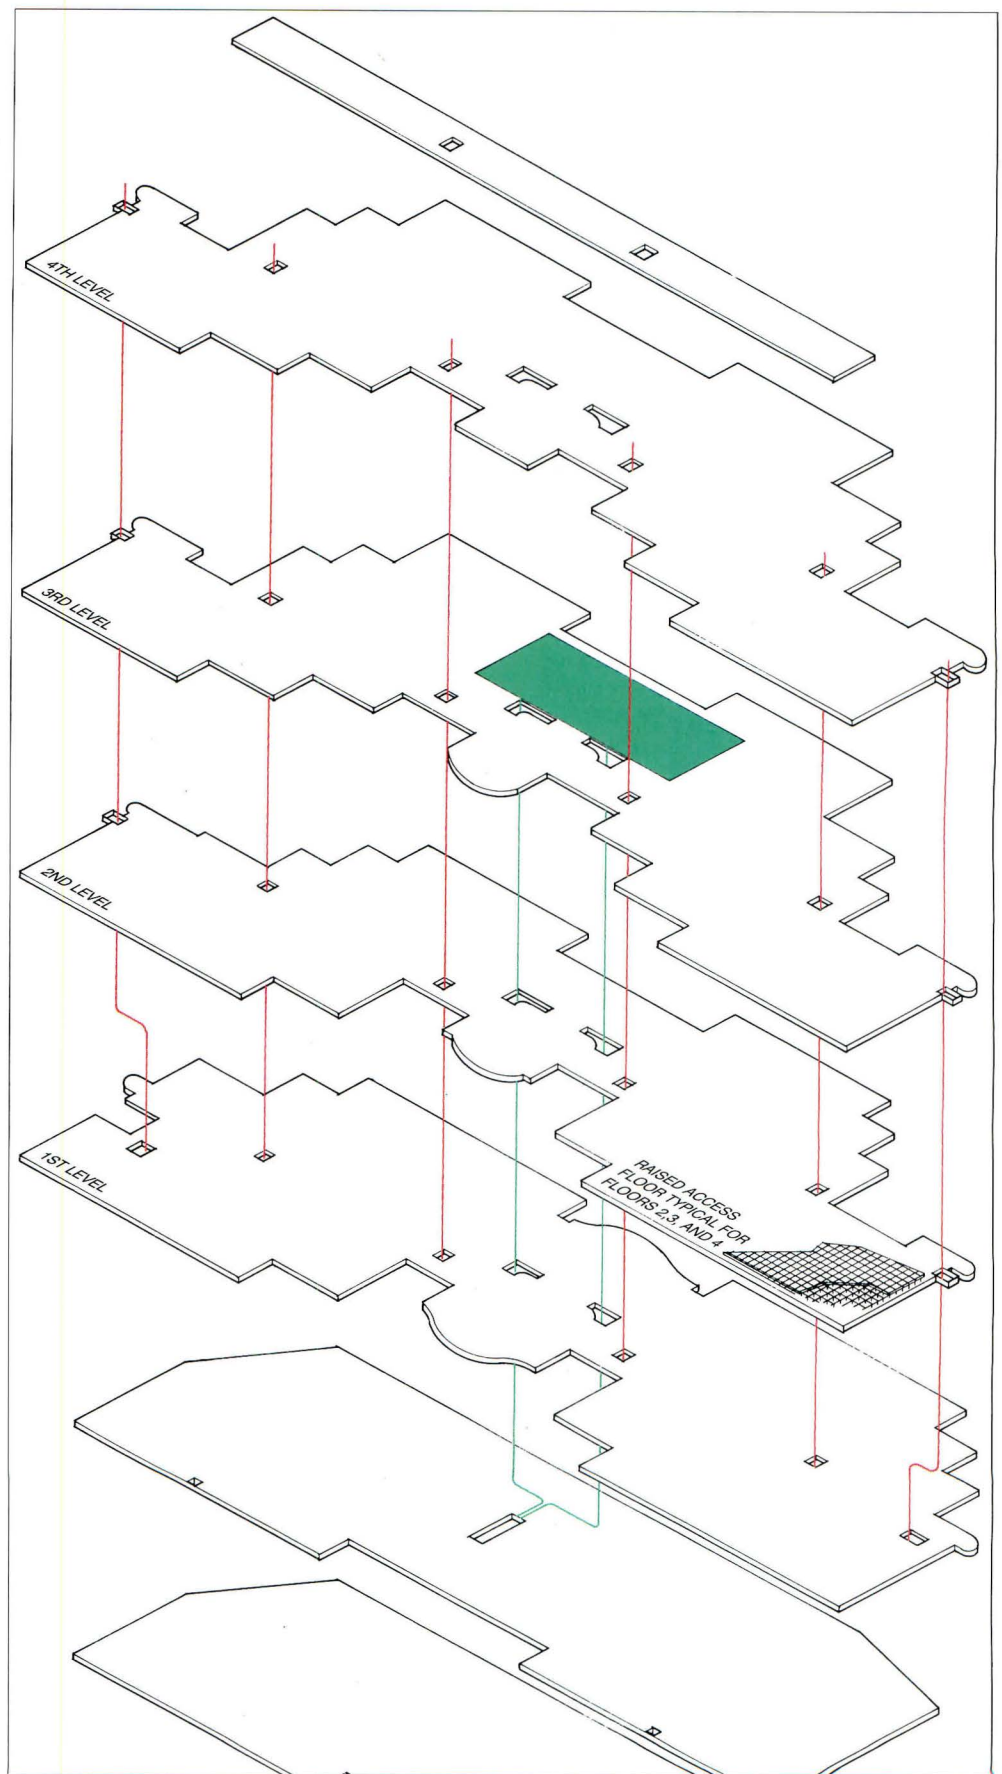 4TH LEVEL
3RD LEVEL
2ND LEVEL
1ST LEVEL
RAISED ACCESS
FLOOR TYPICAL FOR
FLOORS 2,3, AND 4